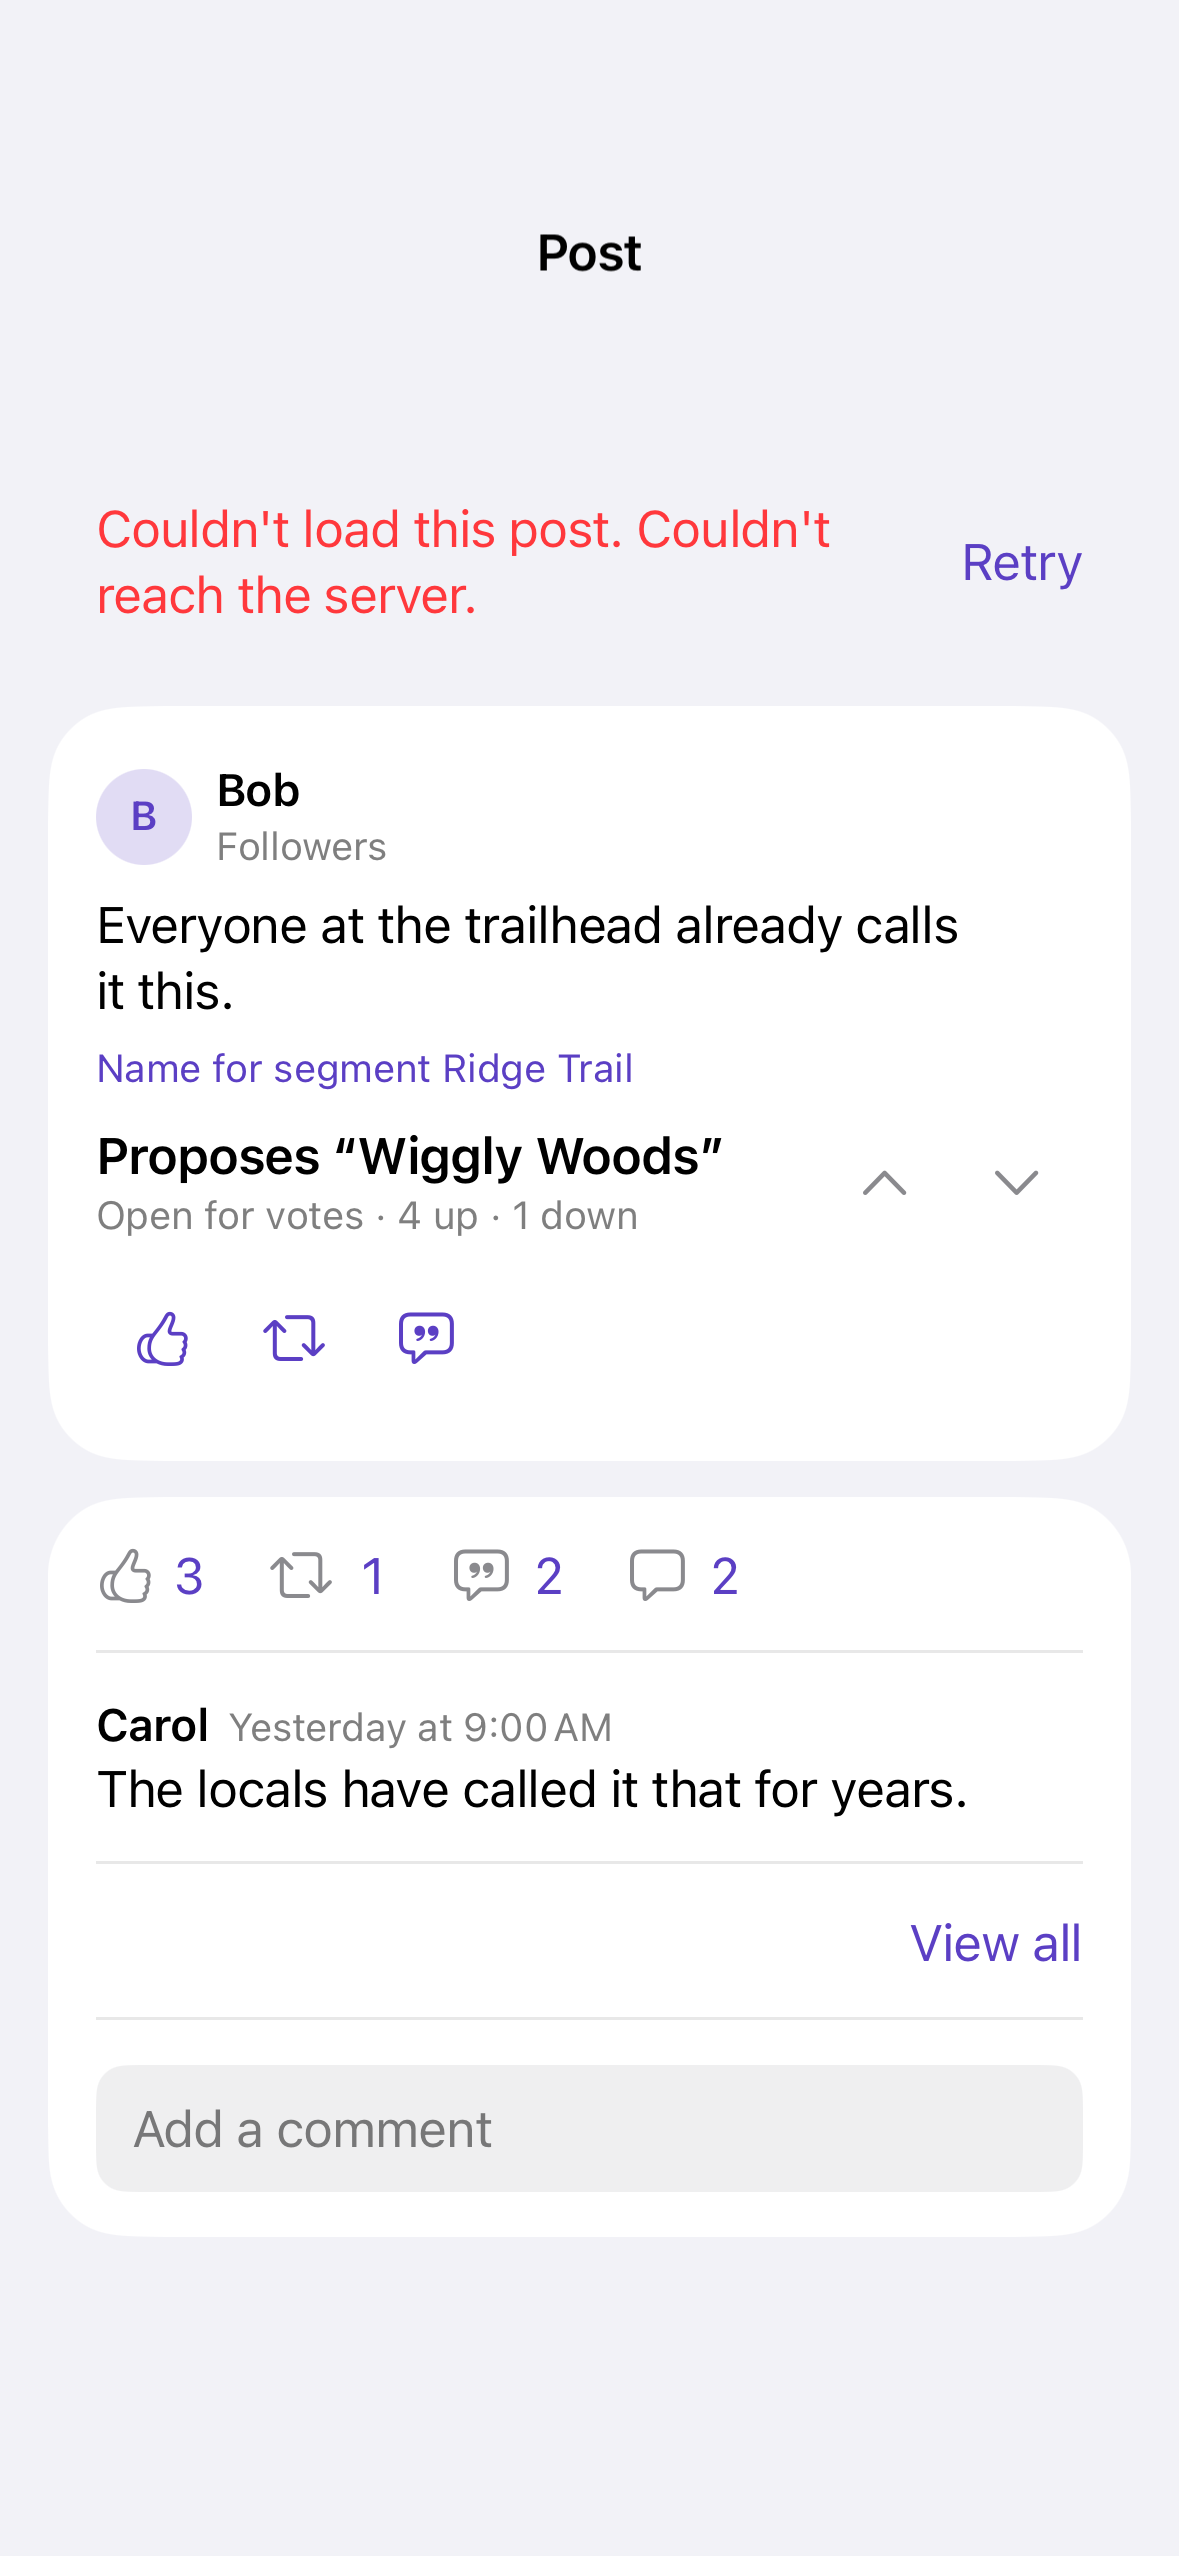 Post
Couldn't load this post. Couldn't
reach the server.
Retry
B
Bob
Followers
Everyone at the trailhead already calls
it this.
Name for segment Ridge Trail
Proposes “Wiggly Woods”
Open for votes · 4 up · 1 down
3 1 2 2
Carol Yesterday at 9:00 AM
The locals have called it that for years.
View all
Add a comment